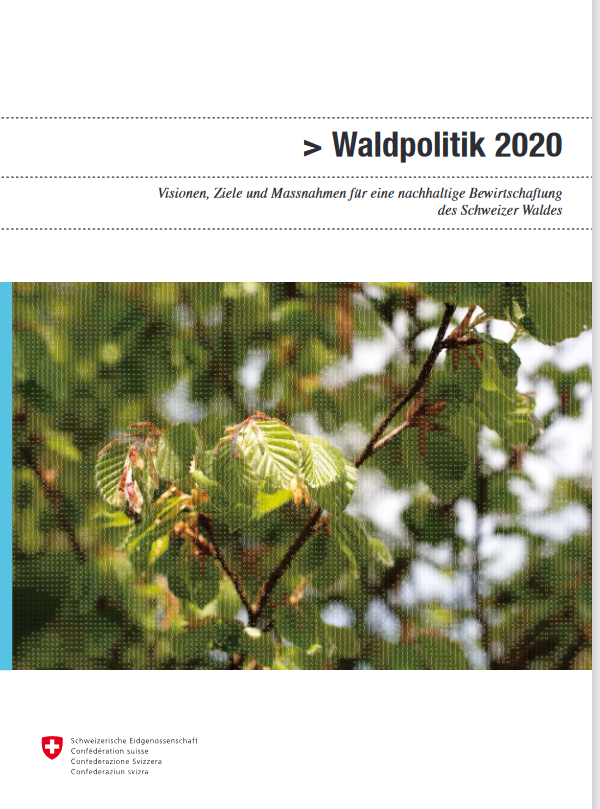 > Waldpolitik 2020
Visionen, Ziele und Massnahmen für eine nachhaltige Bewirtschaftung
des Schweizer Waldes
Schweizerische Eidgenossenschaft
Confédération suisse
Confederazione Svizzera
Confederaziun svizra